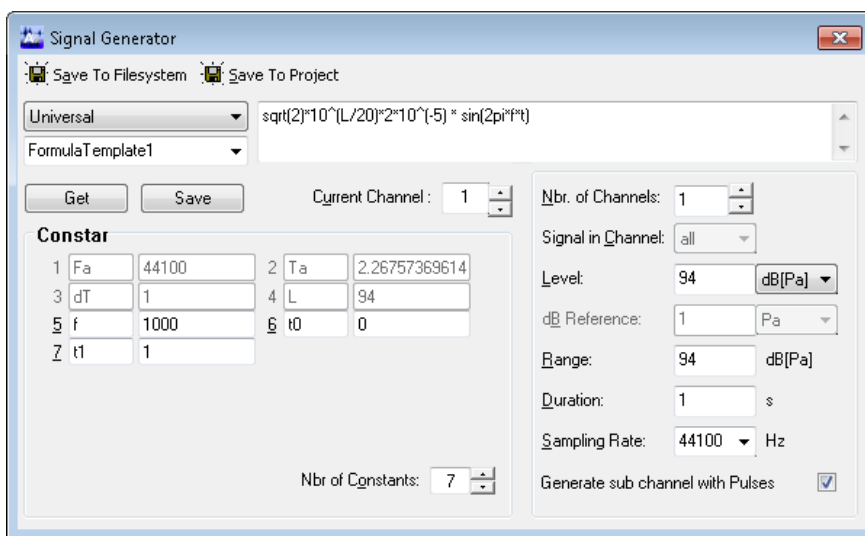 Signal Generator
Save To Filesystem Save To Project
Universal
sqrt(2)*10^(L/20)*2*10^(-5) * sin(2pi*f*t)
FormulaTemplate1
Get Save Current Channel : 1
Constar
1 Fa 44100 2 Ta 2.26757369614
3 dT 1 4 L 94
5 f 1000 6 t0 0
7 t1 1
Nbr of Constants: 7
Nbr. of Channels: 1
Signal in Channel: all
Level: 94 dB[Pa]
dB Reference: 1 Pa
Range: 94 dB[Pa]
Duration: 1 s
Sampling Rate: 44100 Hz
Generate sub channel with Pulses